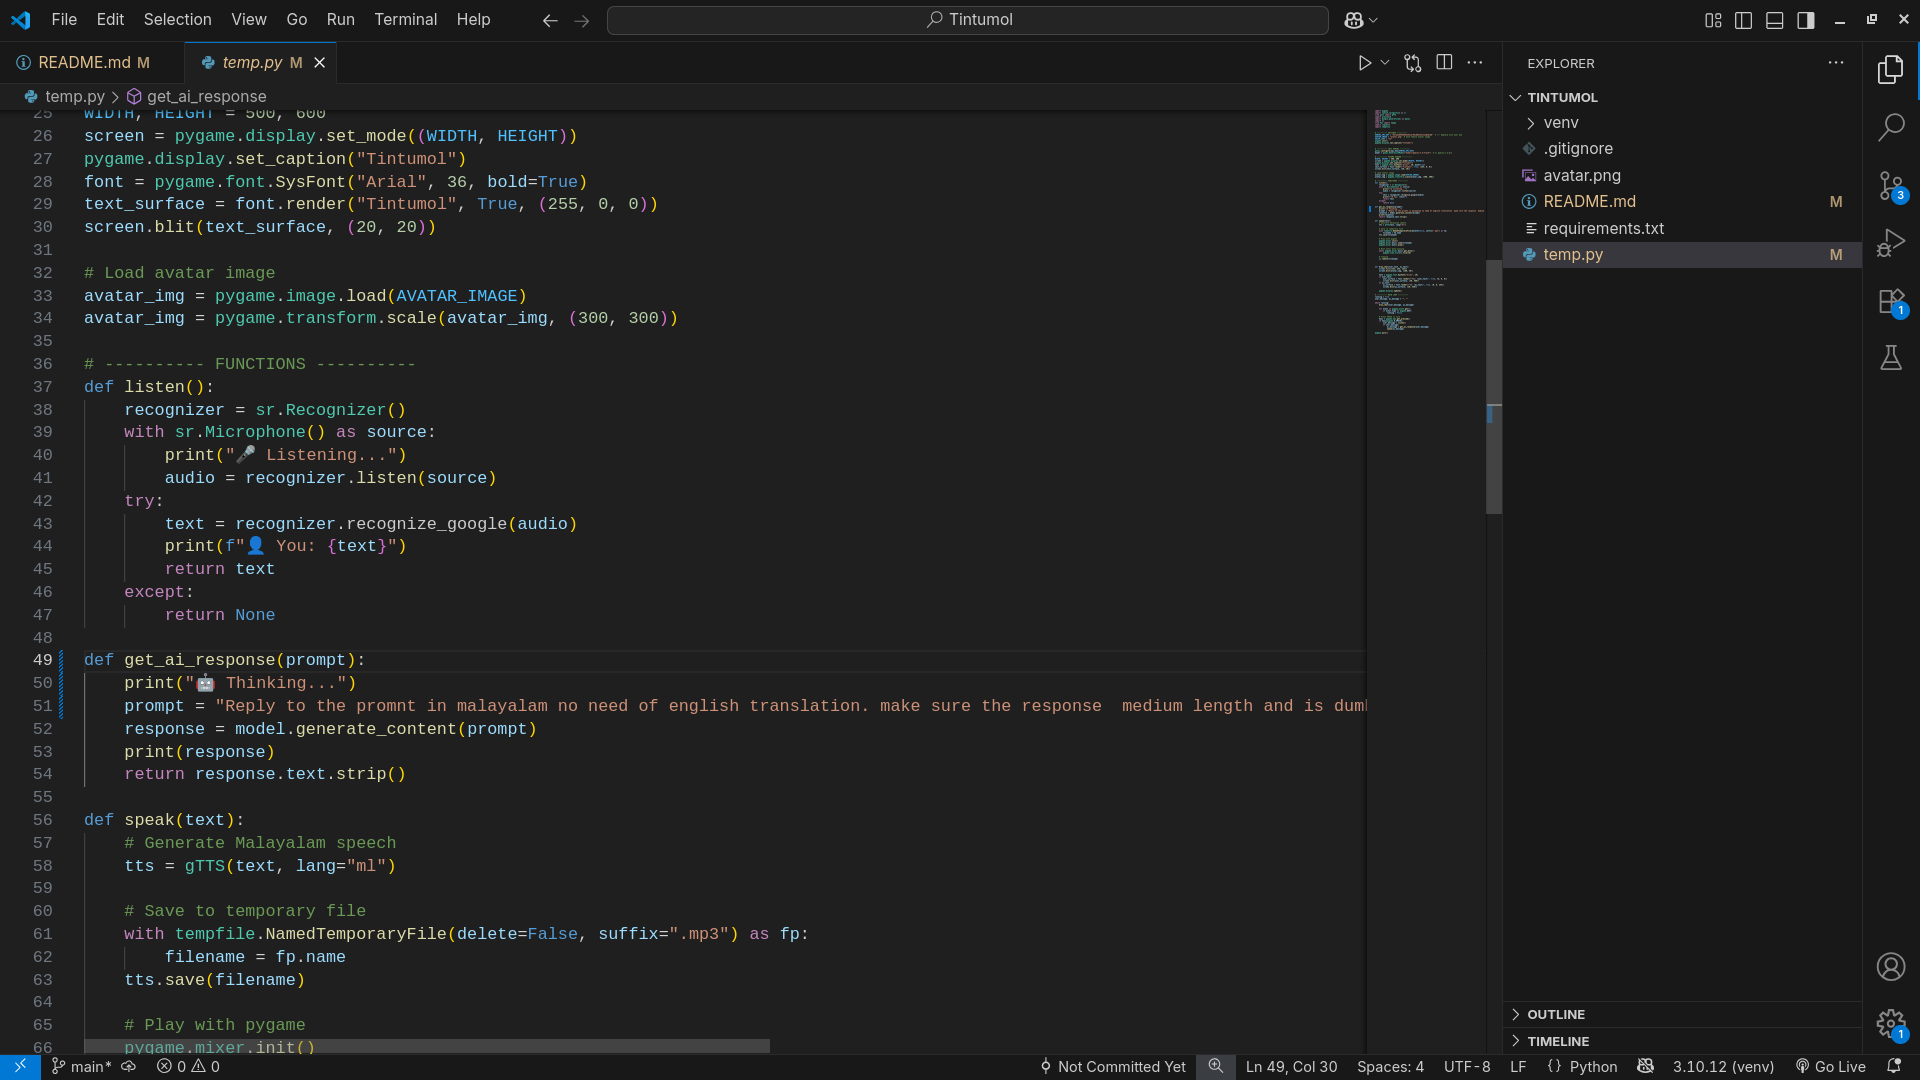 File Edit Selection View Go Run Terminal Help
Tintumol
README.md M
temp.py M
temp.py > get_ai_response
25 WIDTH, HEIGHT = 500, 600
26 screen = pygame.display.set_mode((WIDTH, HEIGHT))
27 pygame.display.set_caption("Tintumol")
28 font = pygame.font.SysFont("Arial", 36, bold=True)
29 text_surface = font.render("Tintumol", True, (255, 0, 0))
30 screen.blit(text_surface, (20, 20))
31
32 # Load avatar image
33 avatar_img = pygame.image.load(AVATAR_IMAGE)
34 avatar_img = pygame.transform.scale(avatar_img, (300, 300))
35
36 # ---------- FUNCTIONS ----------
37 def listen():
38     recognizer = sr.Recognizer()
39     with sr.Microphone() as source:
40         print("🎤 Listening...")
41         audio = recognizer.listen(source)
42     try:
43         text = recognizer.recognize_google(audio)
44         print(f"👤 You: {text}")
45         return text
46     except:
47         return None
48
49 def get_ai_response(prompt):
50     print("🤖 Thinking...")
51     prompt = "Reply to the promnt in malayalam no need of english translation. make sure the response  medium length and is
52     response = model.generate_content(prompt)
53     print(response)
54     return response.text.strip()
55
56 def speak(text):
57     # Generate Malayalam speech
58     tts = gTTS(text, lang="ml")
59
60     # Save to temporary file
61     with tempfile.NamedTemporaryFile(delete=False, suffix=".mp3") as fp:
62         filename = fp.name
63     tts.save(filename)
64
65     # Play with pygame
66     pygame.mixer.init()
EXPLORER
TINTUMOL
venv
.gitignore
avatar.png
README.md M
requirements.txt
temp.py M
OUTLINE
TIMELINE
3
1
1
main* 0 0 Not Committed Yet Ln 49, Col 30 Spaces: 4 UTF-8 LF {} Python 3.10.12 (venv) Go Live